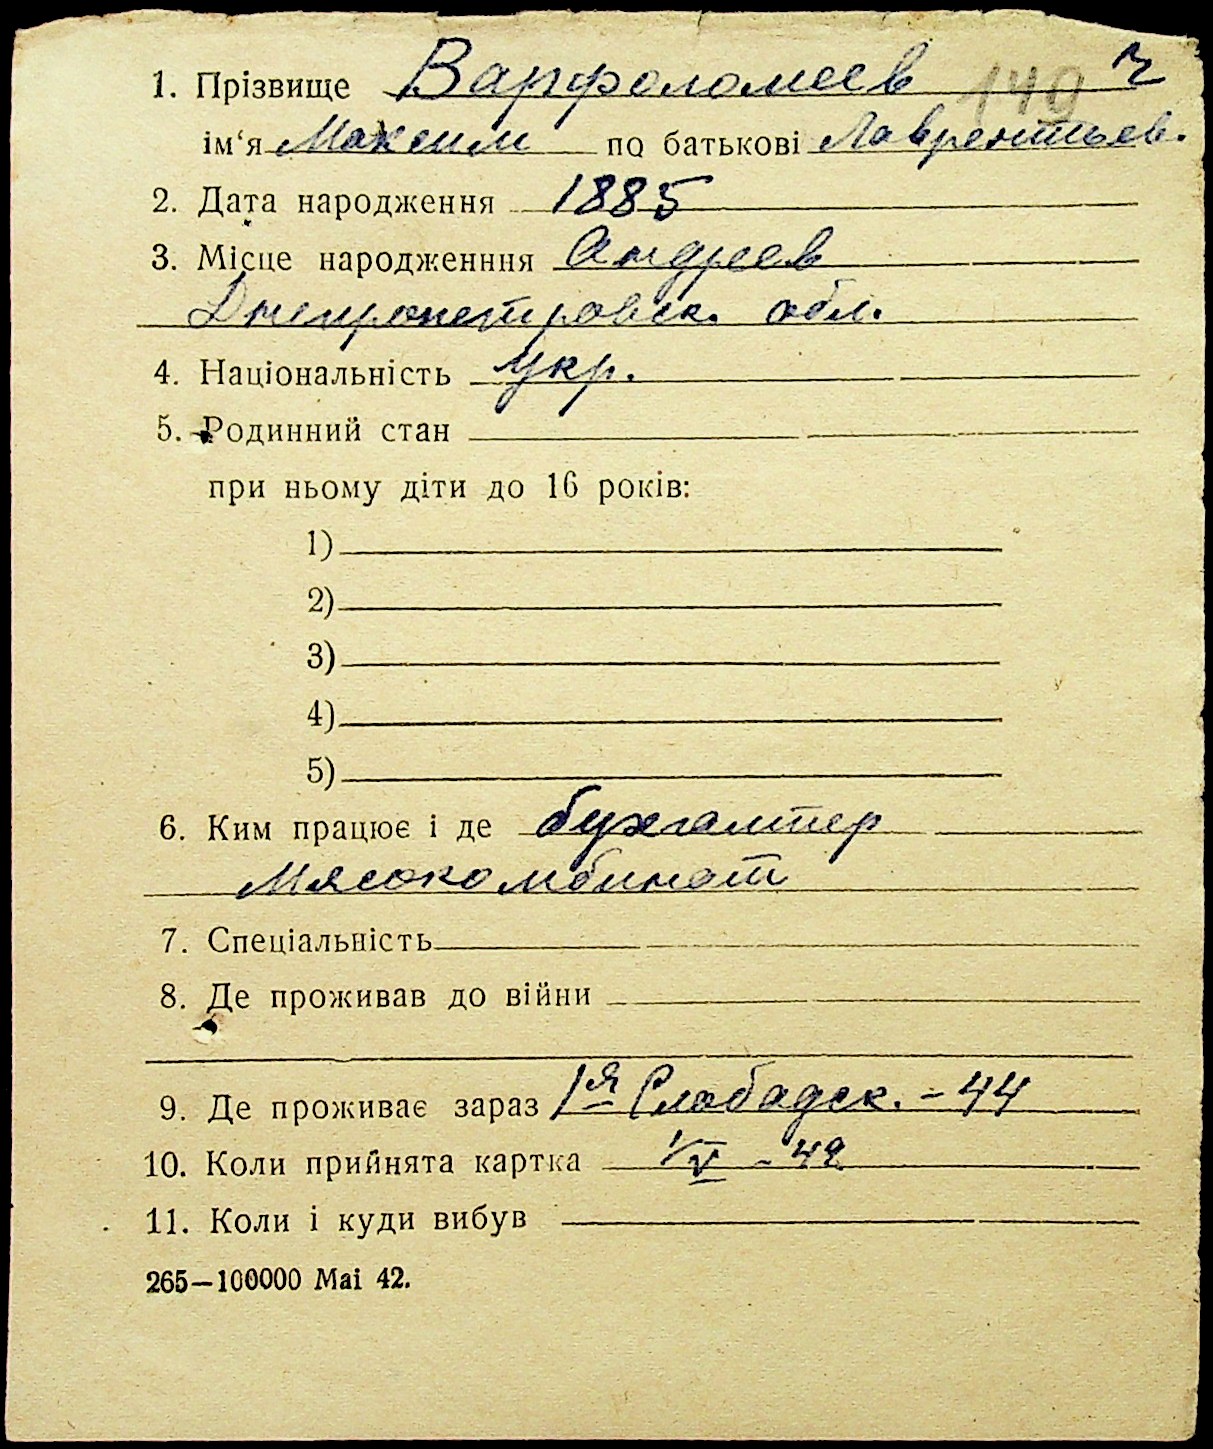 1. Прізвище Варфоломеев 149
ім‘я Максим по батькові Лаврентьев.
2. Дата народження 1885
3. Місце народженння Андреев
Днепропетровск. обл.
4. Національність Укр.
5. Родинний стан
при ньому діти до 16 років:
1)
2)
3)
4)
5)
6. Ким працює і де бухгалтер
Мясокомбинат
7. Спеціальність
8. Де проживав до війни
9. Де проживає зараз 1я Слободск. - 44
10. Коли прийнята картка 1/V - 42
11. Коли і куди вибув
265—100000 Mai 42.